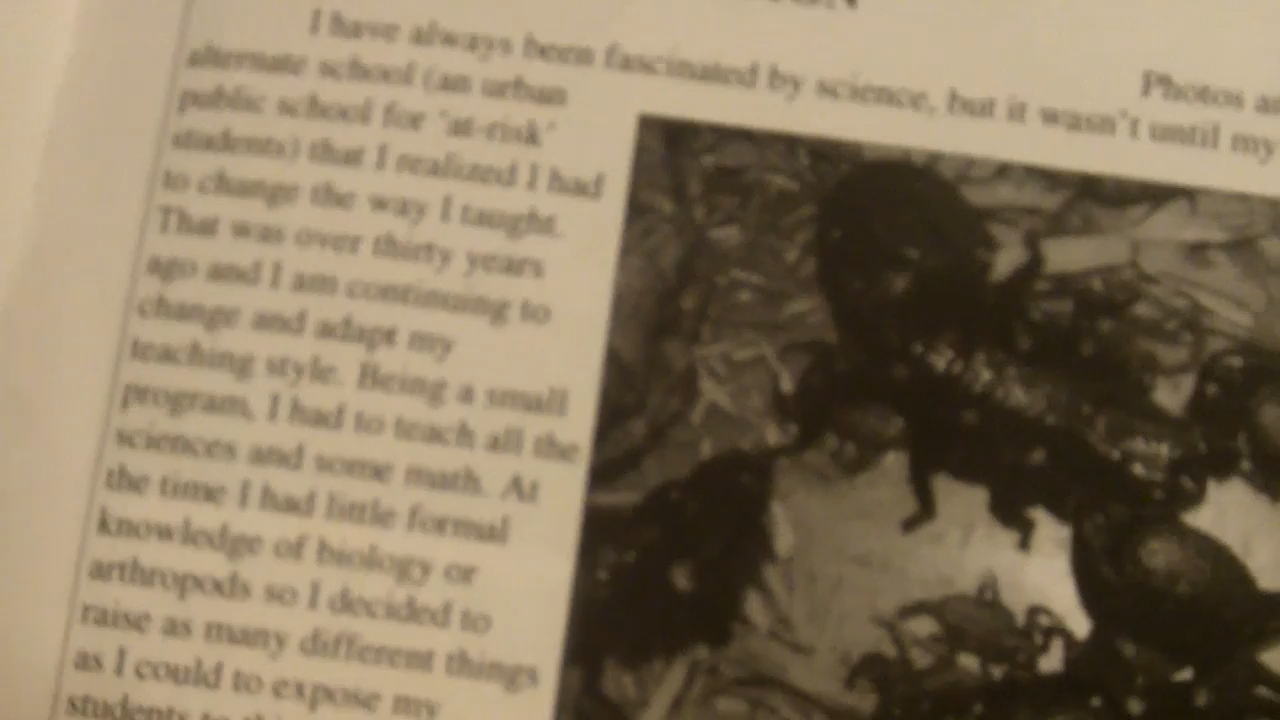 Photos
I have always been fascinated by science, but it wasn't until my
alternate school (an urban
public school for 'at-risk'
students) that I realized I had
to change the way I taught.
That was over thirty years
ago and I am continuing to
change and adapt my
teaching style. Being a small
program, I had to teach all the
sciences and some math. At
the time I had little formal
knowledge of biology or
arthropods so I decided to
raise as many different things
as I could to expose my
students to